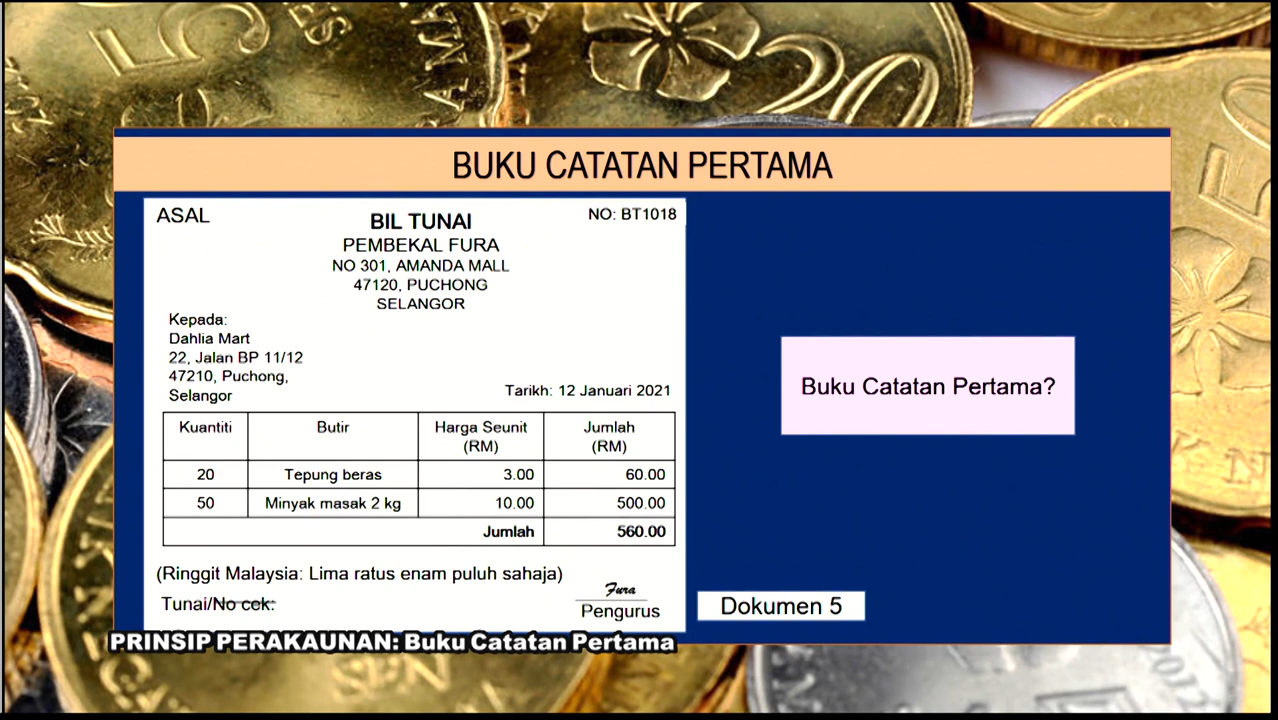 BUKU CATATAN PERTAMA
ASAL
NO: BT1018
BIL TUNAI
PEMBEKAL FURA
NO 301, AMANDA MALL
47120, PUCHONG
SELANGOR
Kepada:
Dahlia Mart
22, Jalan BP 11/12
47210, Puchong,
Selangor
Tarikh: 12 Januari 2021
Kuantiti Butir Harga Seunit (RM) Jumlah (RM)
20 Tepung beras 3.00 60.00
50 Minyak masak 2 kg 10.00 500.00
Jumlah 560.00
(Ringgit Malaysia: Lima ratus enam puluh sahaja)
Tunai/No cek:
Fura
Pengurus
Buku Catatan Pertama?
Dokumen 5
PRINSIP PERAKAUNAN: Buku Catatan Pertama
5
20
SEN